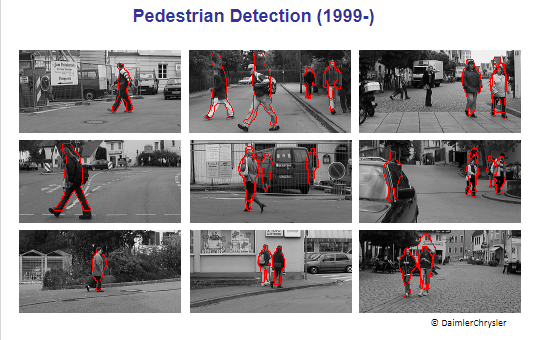 Pedestrian Detection (1999-)
© DaimlerChrysler